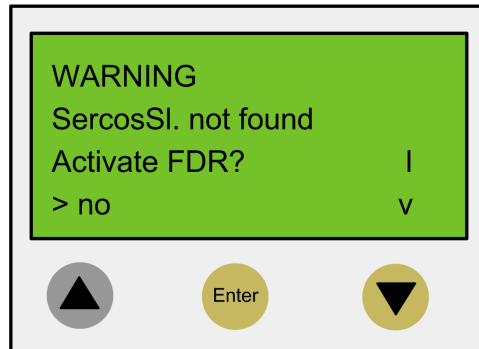 WARNING
SercosSl. not found
Activate FDR? I
> no v
Enter